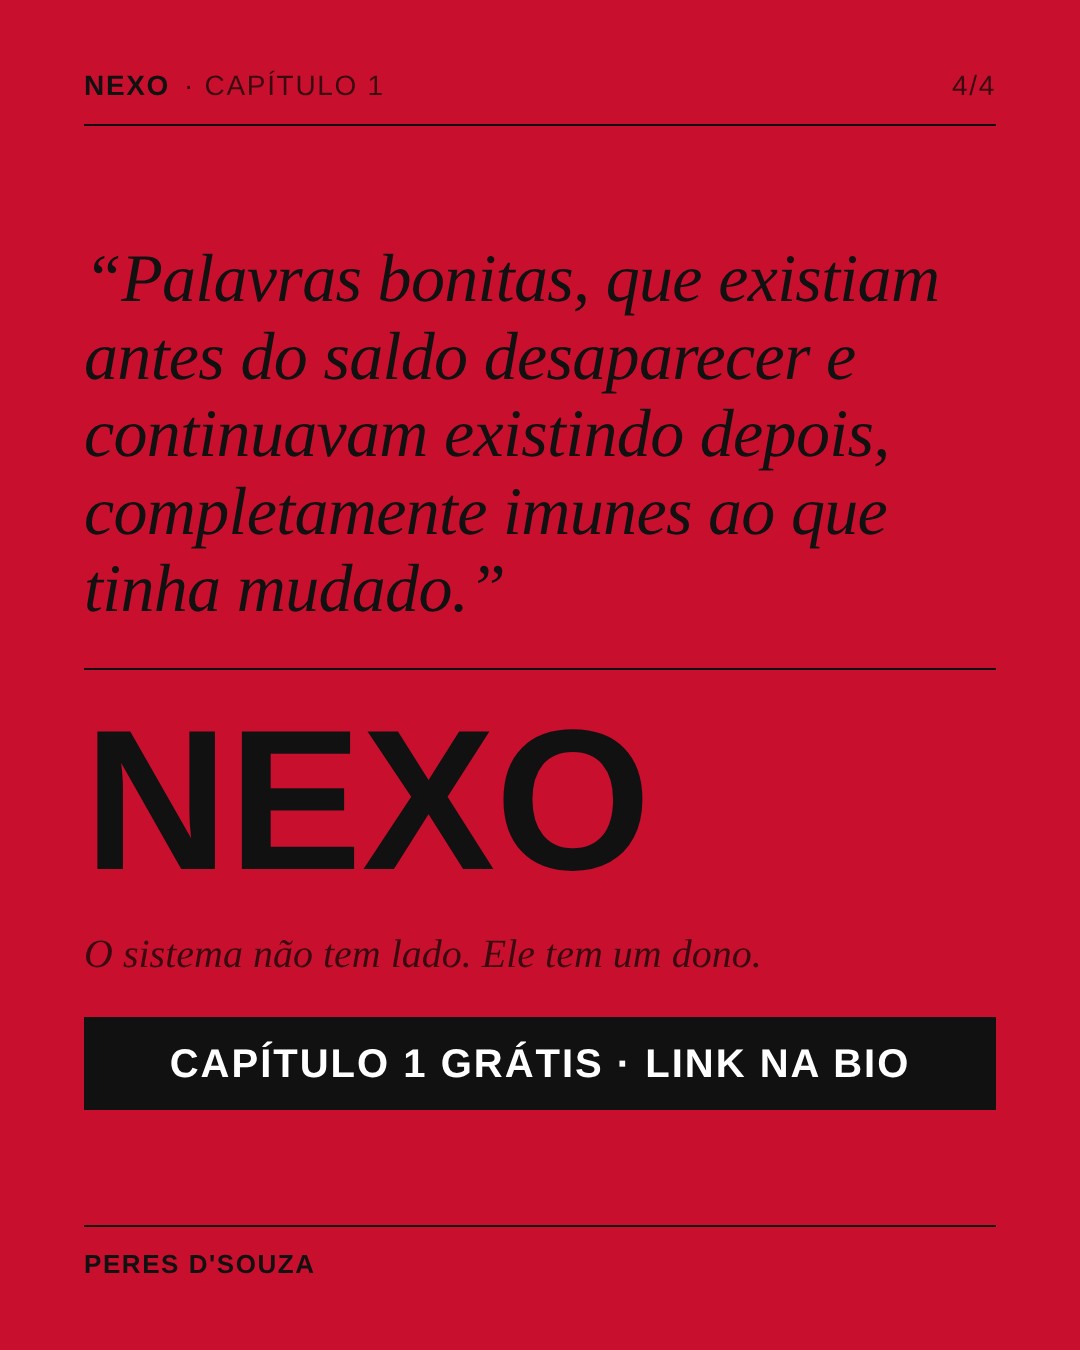 NEXO · CAPÍTULO 1 4/4
“Palavras bonitas, que existiam
antes do saldo desaparecer e
continuavam existindo depois,
completamente imunes ao que
tinha mudado.”
NEXO
O sistema não tem lado. Ele tem um dono.
CAPÍTULO 1 GRÁTIS · LINK NA BIO
PERES D'SOUZA